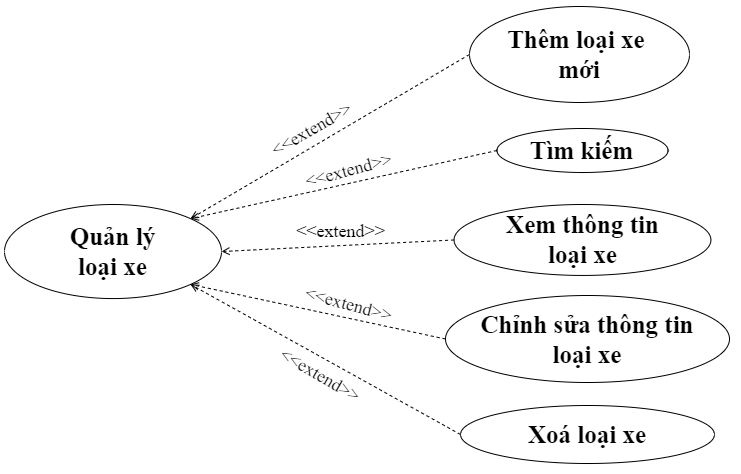 Thêm loại xe
mới
<<extend>>
Tìm kiếm
<<extend>>
Xem thông tin
loại xe
<<extend>>
Quản lý
loại xe
Chỉnh sửa thông tin
loại xe
<<extend>>
Xoá loại xe
<<extend>>